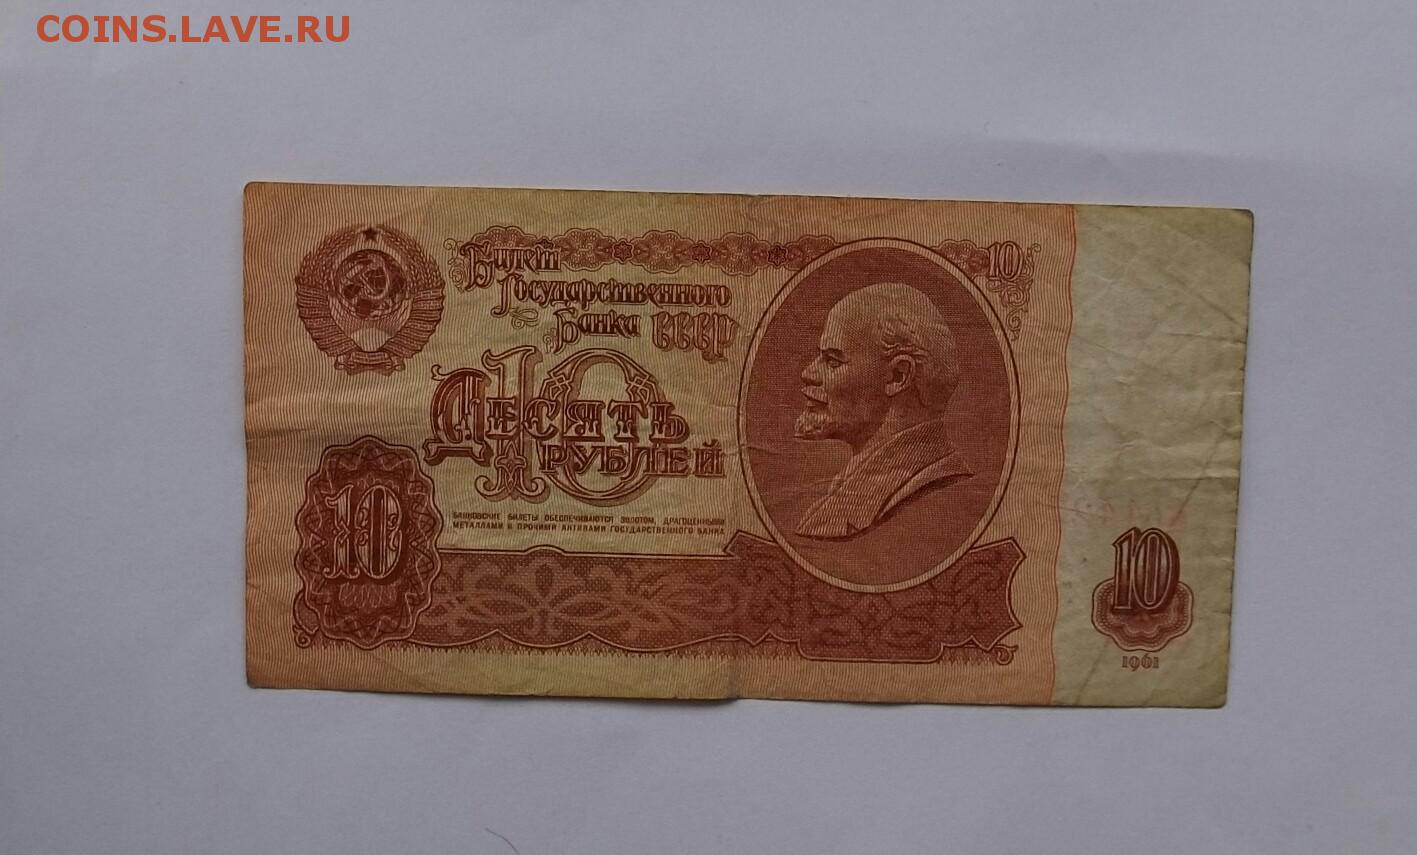 COINS.LAVE.RU
Билет
Государственного
Банка СССР
10
10
Десять
рублей
БАНКОВСКИЕ БИЛЕТЫ ОБЕСПЕЧИВАЮТСЯ ЗОЛОТОМ, ДРАГОЦЕННЫМИ
МЕТАЛЛАМИ И ПРОЧИМИ АКТИВАМИ ГОСУДАРСТВЕННОГО БАНКА
10
10
1961